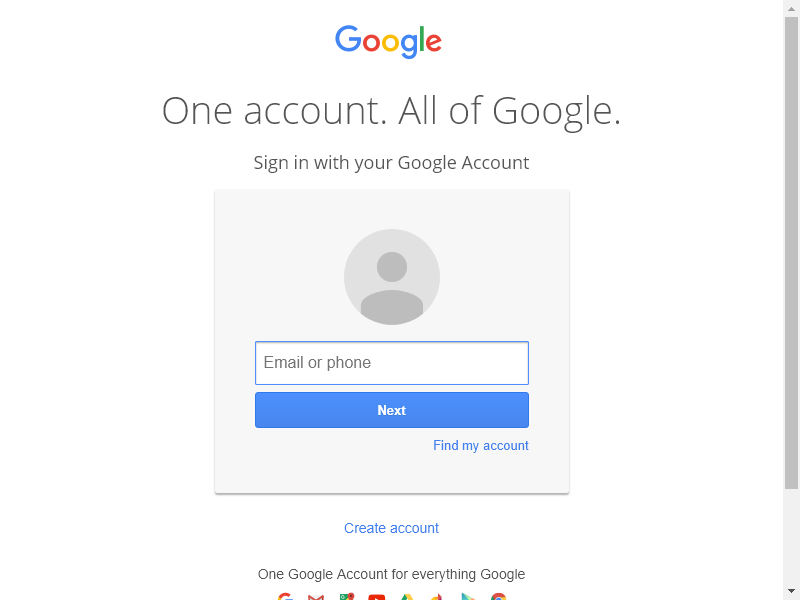 Google
One account. All of Google.
Sign in with your Google Account
Email or phone
Next
Find my account
Create account
One Google Account for everything Google